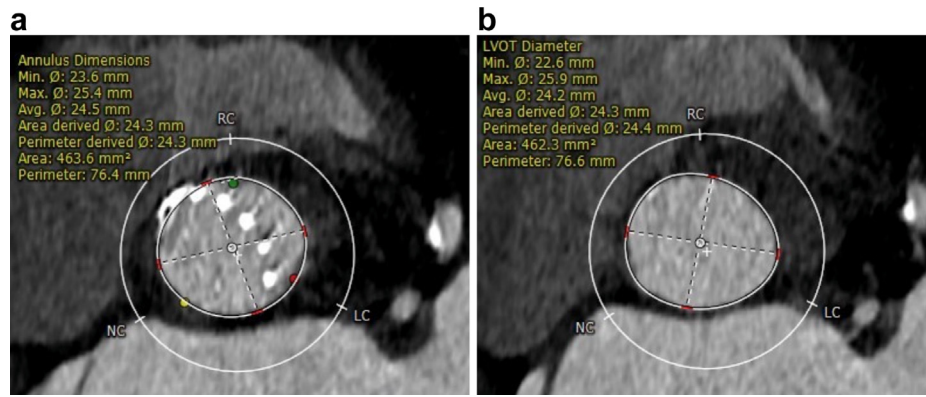 a
Annulus Dimensions
Min. Ø: 23.6 mm
Max. Ø: 25.4 mm
Avg. Ø: 24.5 mm
Area derived Ø: 24.3 mm
Perimeter derived Ø: 24.3 mm
Area: 463.6 mm²
Perimeter: 76.4 mm
RC
NC
LC
b
LVOT Diameter
Min. Ø: 22.6 mm
Max. Ø: 25.9 mm
Avg. Ø: 24.2 mm
Area derived Ø: 24.3 mm
Perimeter derived Ø: 24.4 mm
Area: 462.3 mm²
Perimeter: 76.6 mm
RC
NC
LC